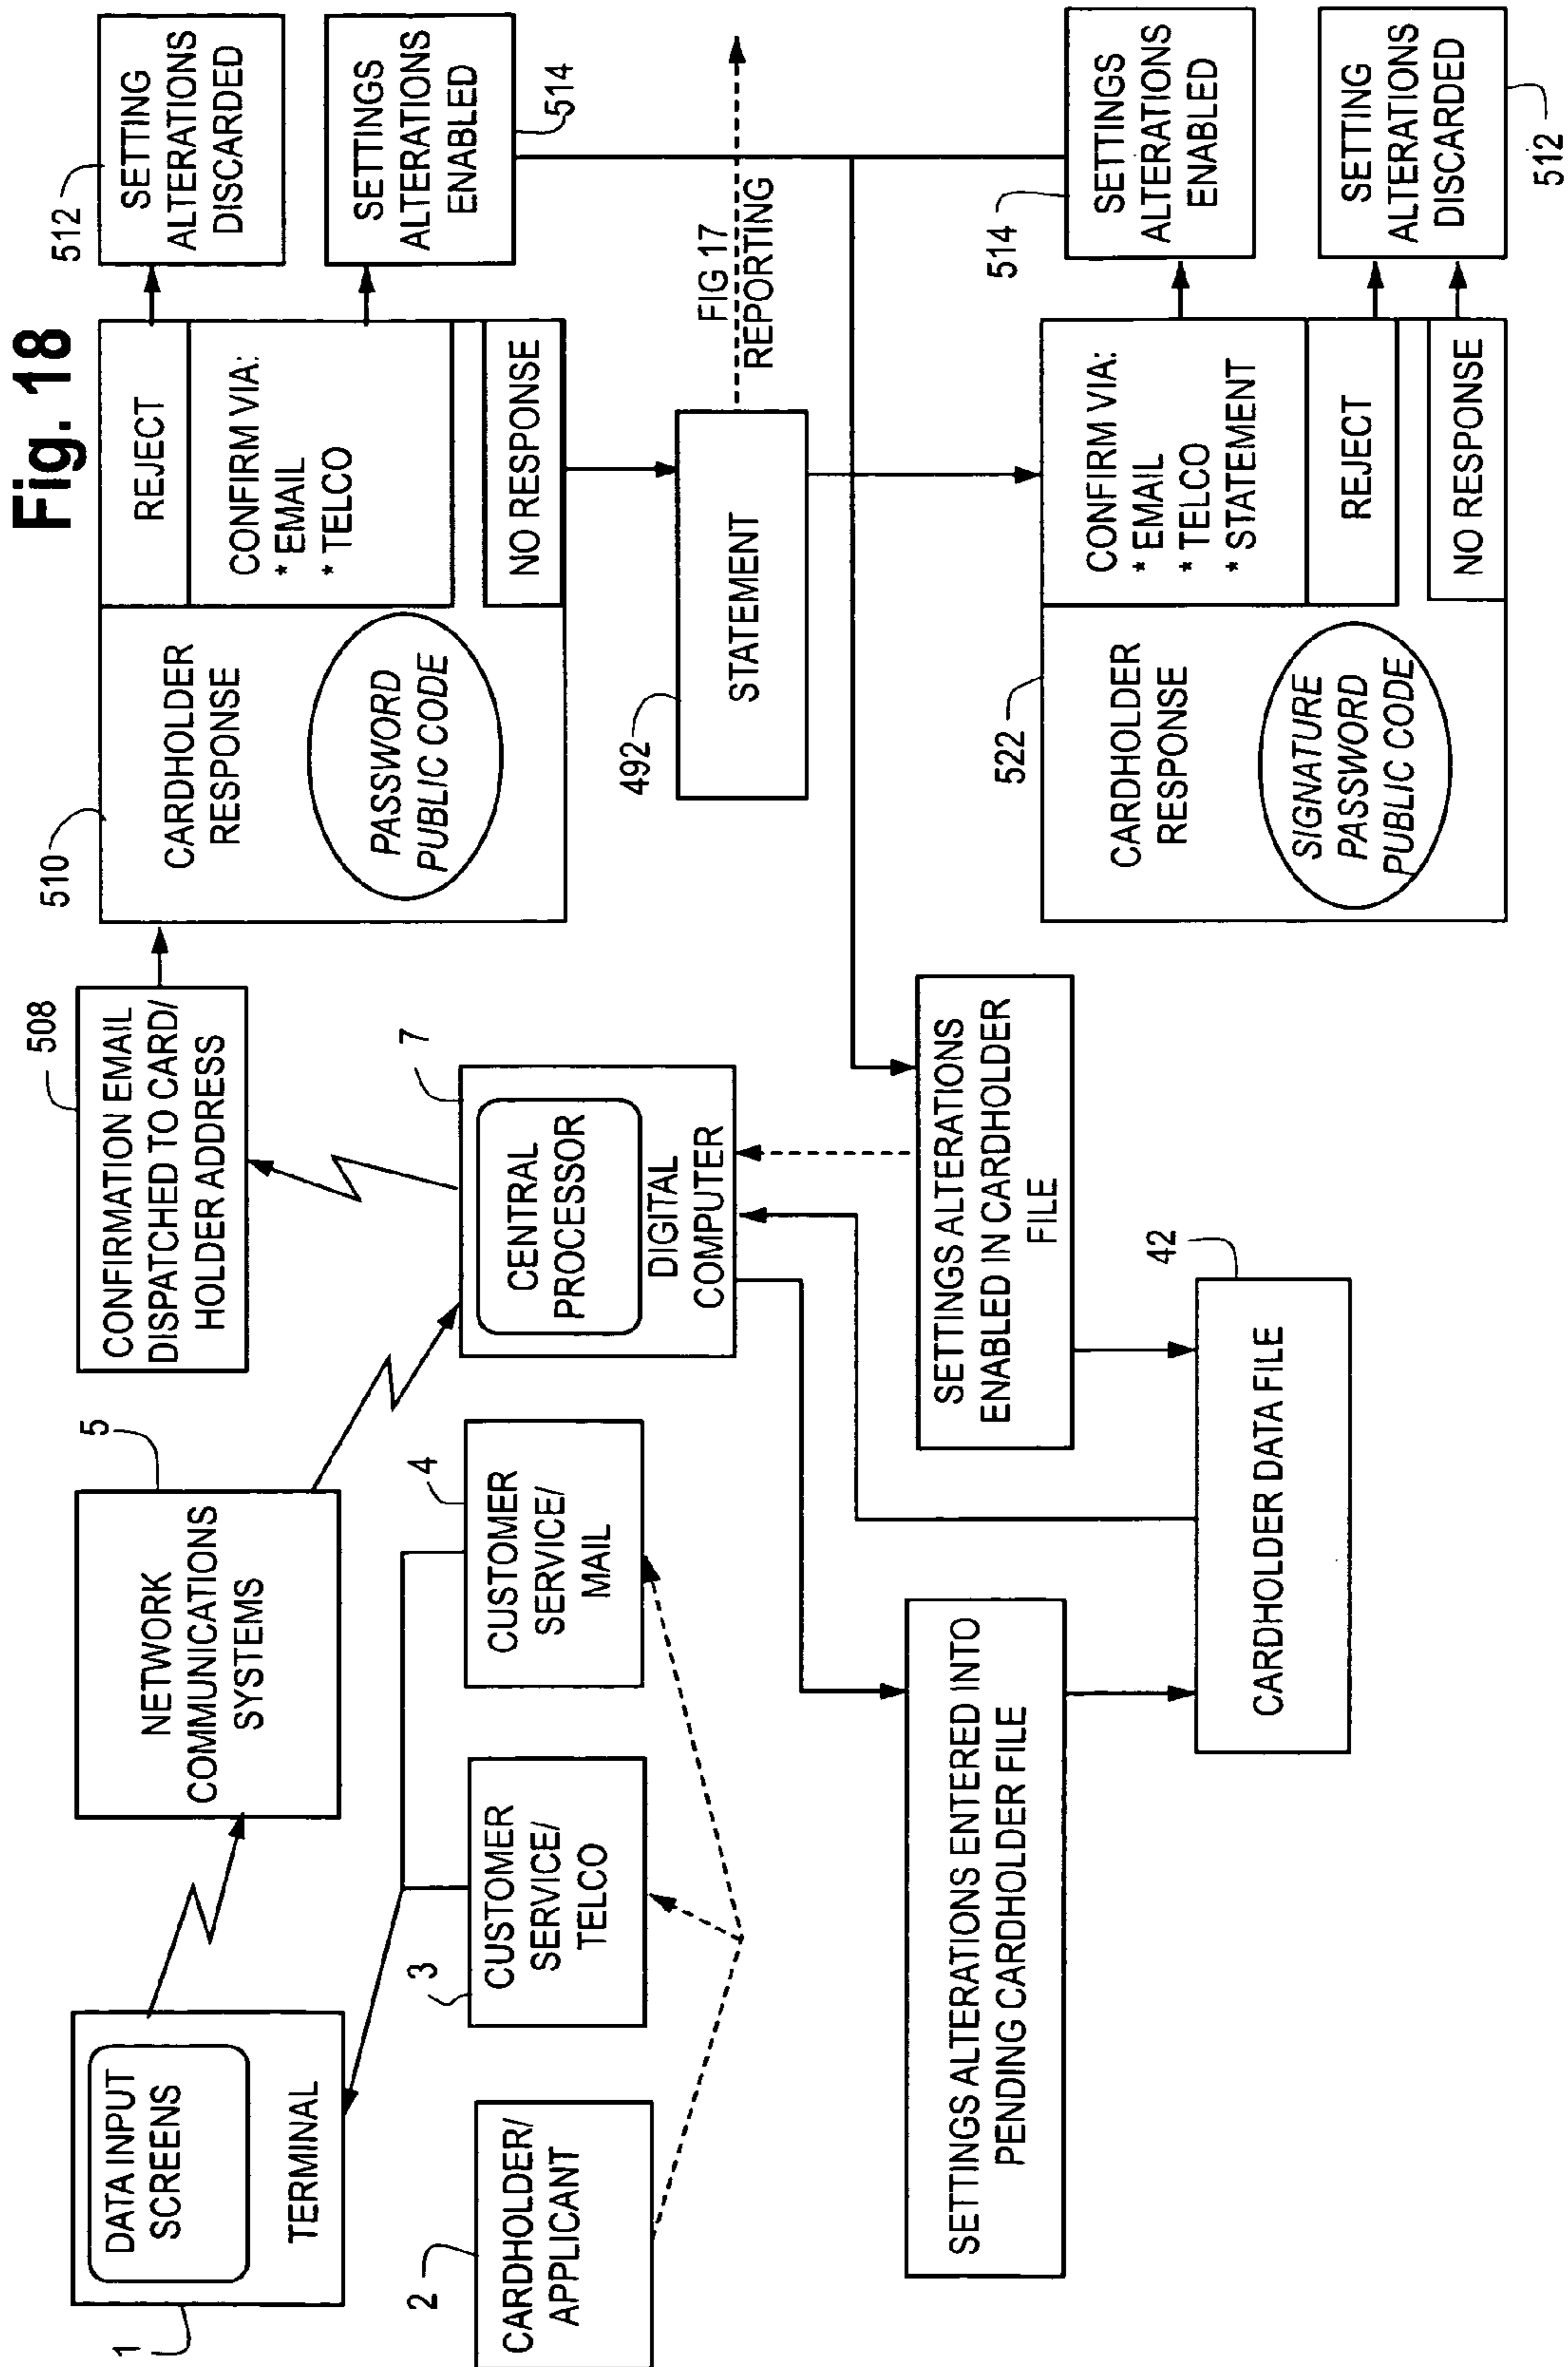 Fig. 18
1
DATA INPUT
SCREENS
TERMINAL
5
NETWORK
COMMUNICATIONS
SYSTEMS
508
CONFIRMATION EMAIL
DISPATCHED TO CARD/
HOLDER ADDRESS
510
CARDHOLDER
RESPONSE
PASSWORD
PUBLIC CODE
REJECT
CONFIRM VIA:
* EMAIL
* TELCO
NO RESPONSE
512
SETTING
ALTERATIONS
DISCARDED
SETTINGS
ALTERATIONS
ENABLED
514
2
CARDHOLDER/
APPLICANT
3
CUSTOMER
SERVICE/
TELCO
4
CUSTOMER
SERVICE/
MAIL
7
CENTRAL
PROCESSOR
DIGITAL
COMPUTER
492
STATEMENT
FIG 17
REPORTING
SETTINGS ALTERATIONS ENTERED INTO
PENDING CARDHOLDER FILE
SETTINGS ALTERATIONS
ENABLED IN CARDHOLDER
FILE
42
CARDHOLDER DATA FILE
522
CARDHOLDER
RESPONSE
SIGNATURE
PASSWORD
PUBLIC CODE
CONFIRM VIA:
* EMAIL
* TELCO
* STATEMENT
REJECT
NO RESPONSE
514
SETTINGS
ALTERATIONS
ENABLED
SETTING
ALTERATIONS
DISCARDED
512